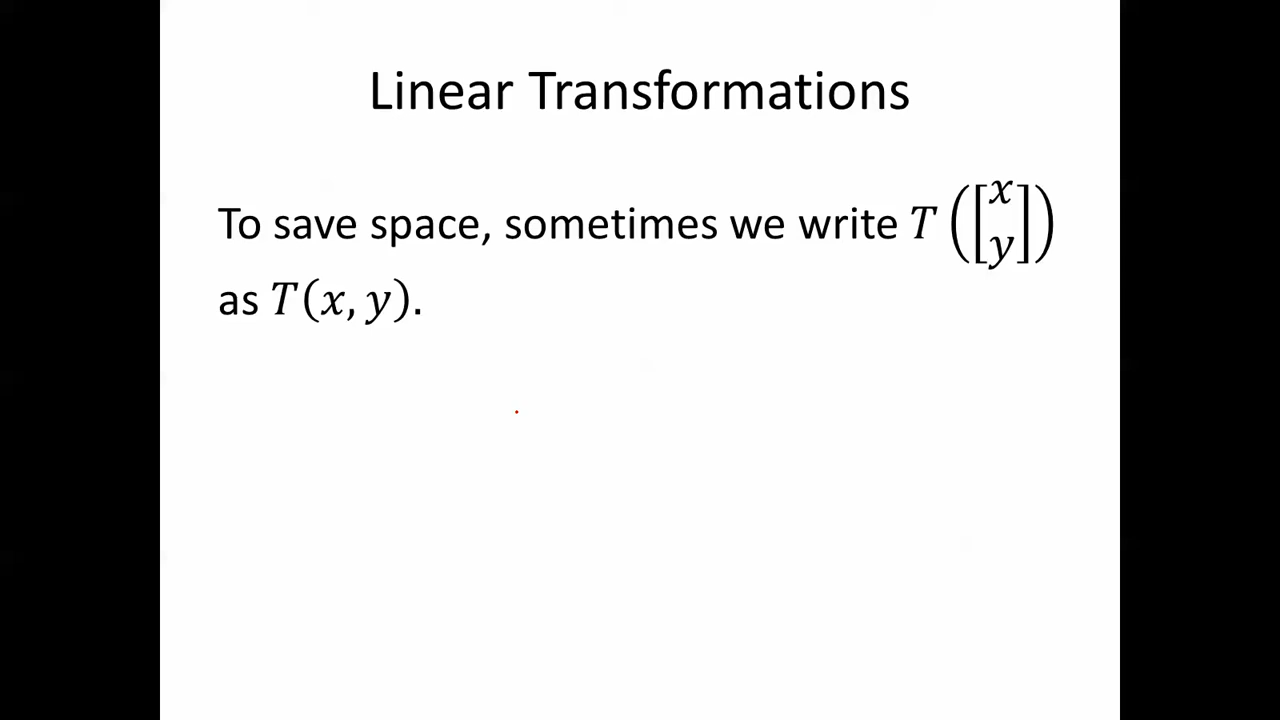 Linear Transformations
To save space, sometimes we write 𝑇([𝑥 𝑦])
as 𝑇(𝑥, 𝑦).